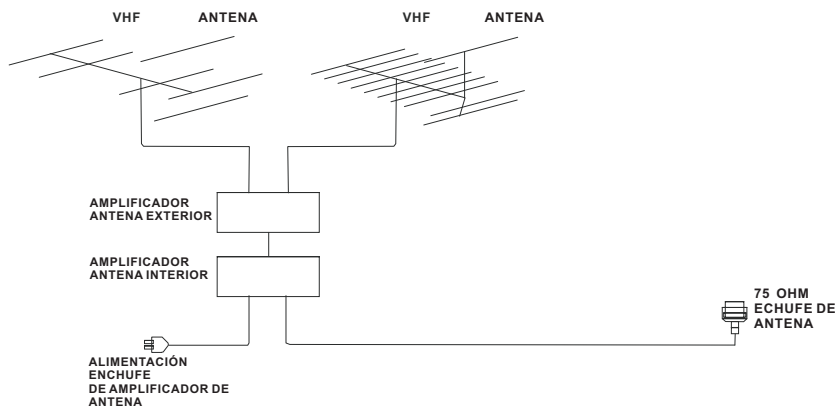 VHF ANTENA
VHF ANTENA
AMPLIFICADOR
ANTENA EXTERIOR
AMPLIFICADOR
ANTENA INTERIOR
75 OHM
ECHUFE DE
ANTENA
ALIMENTACIÓN
ENCHUFE
DE AMPLIFICADOR DE
ANTENA